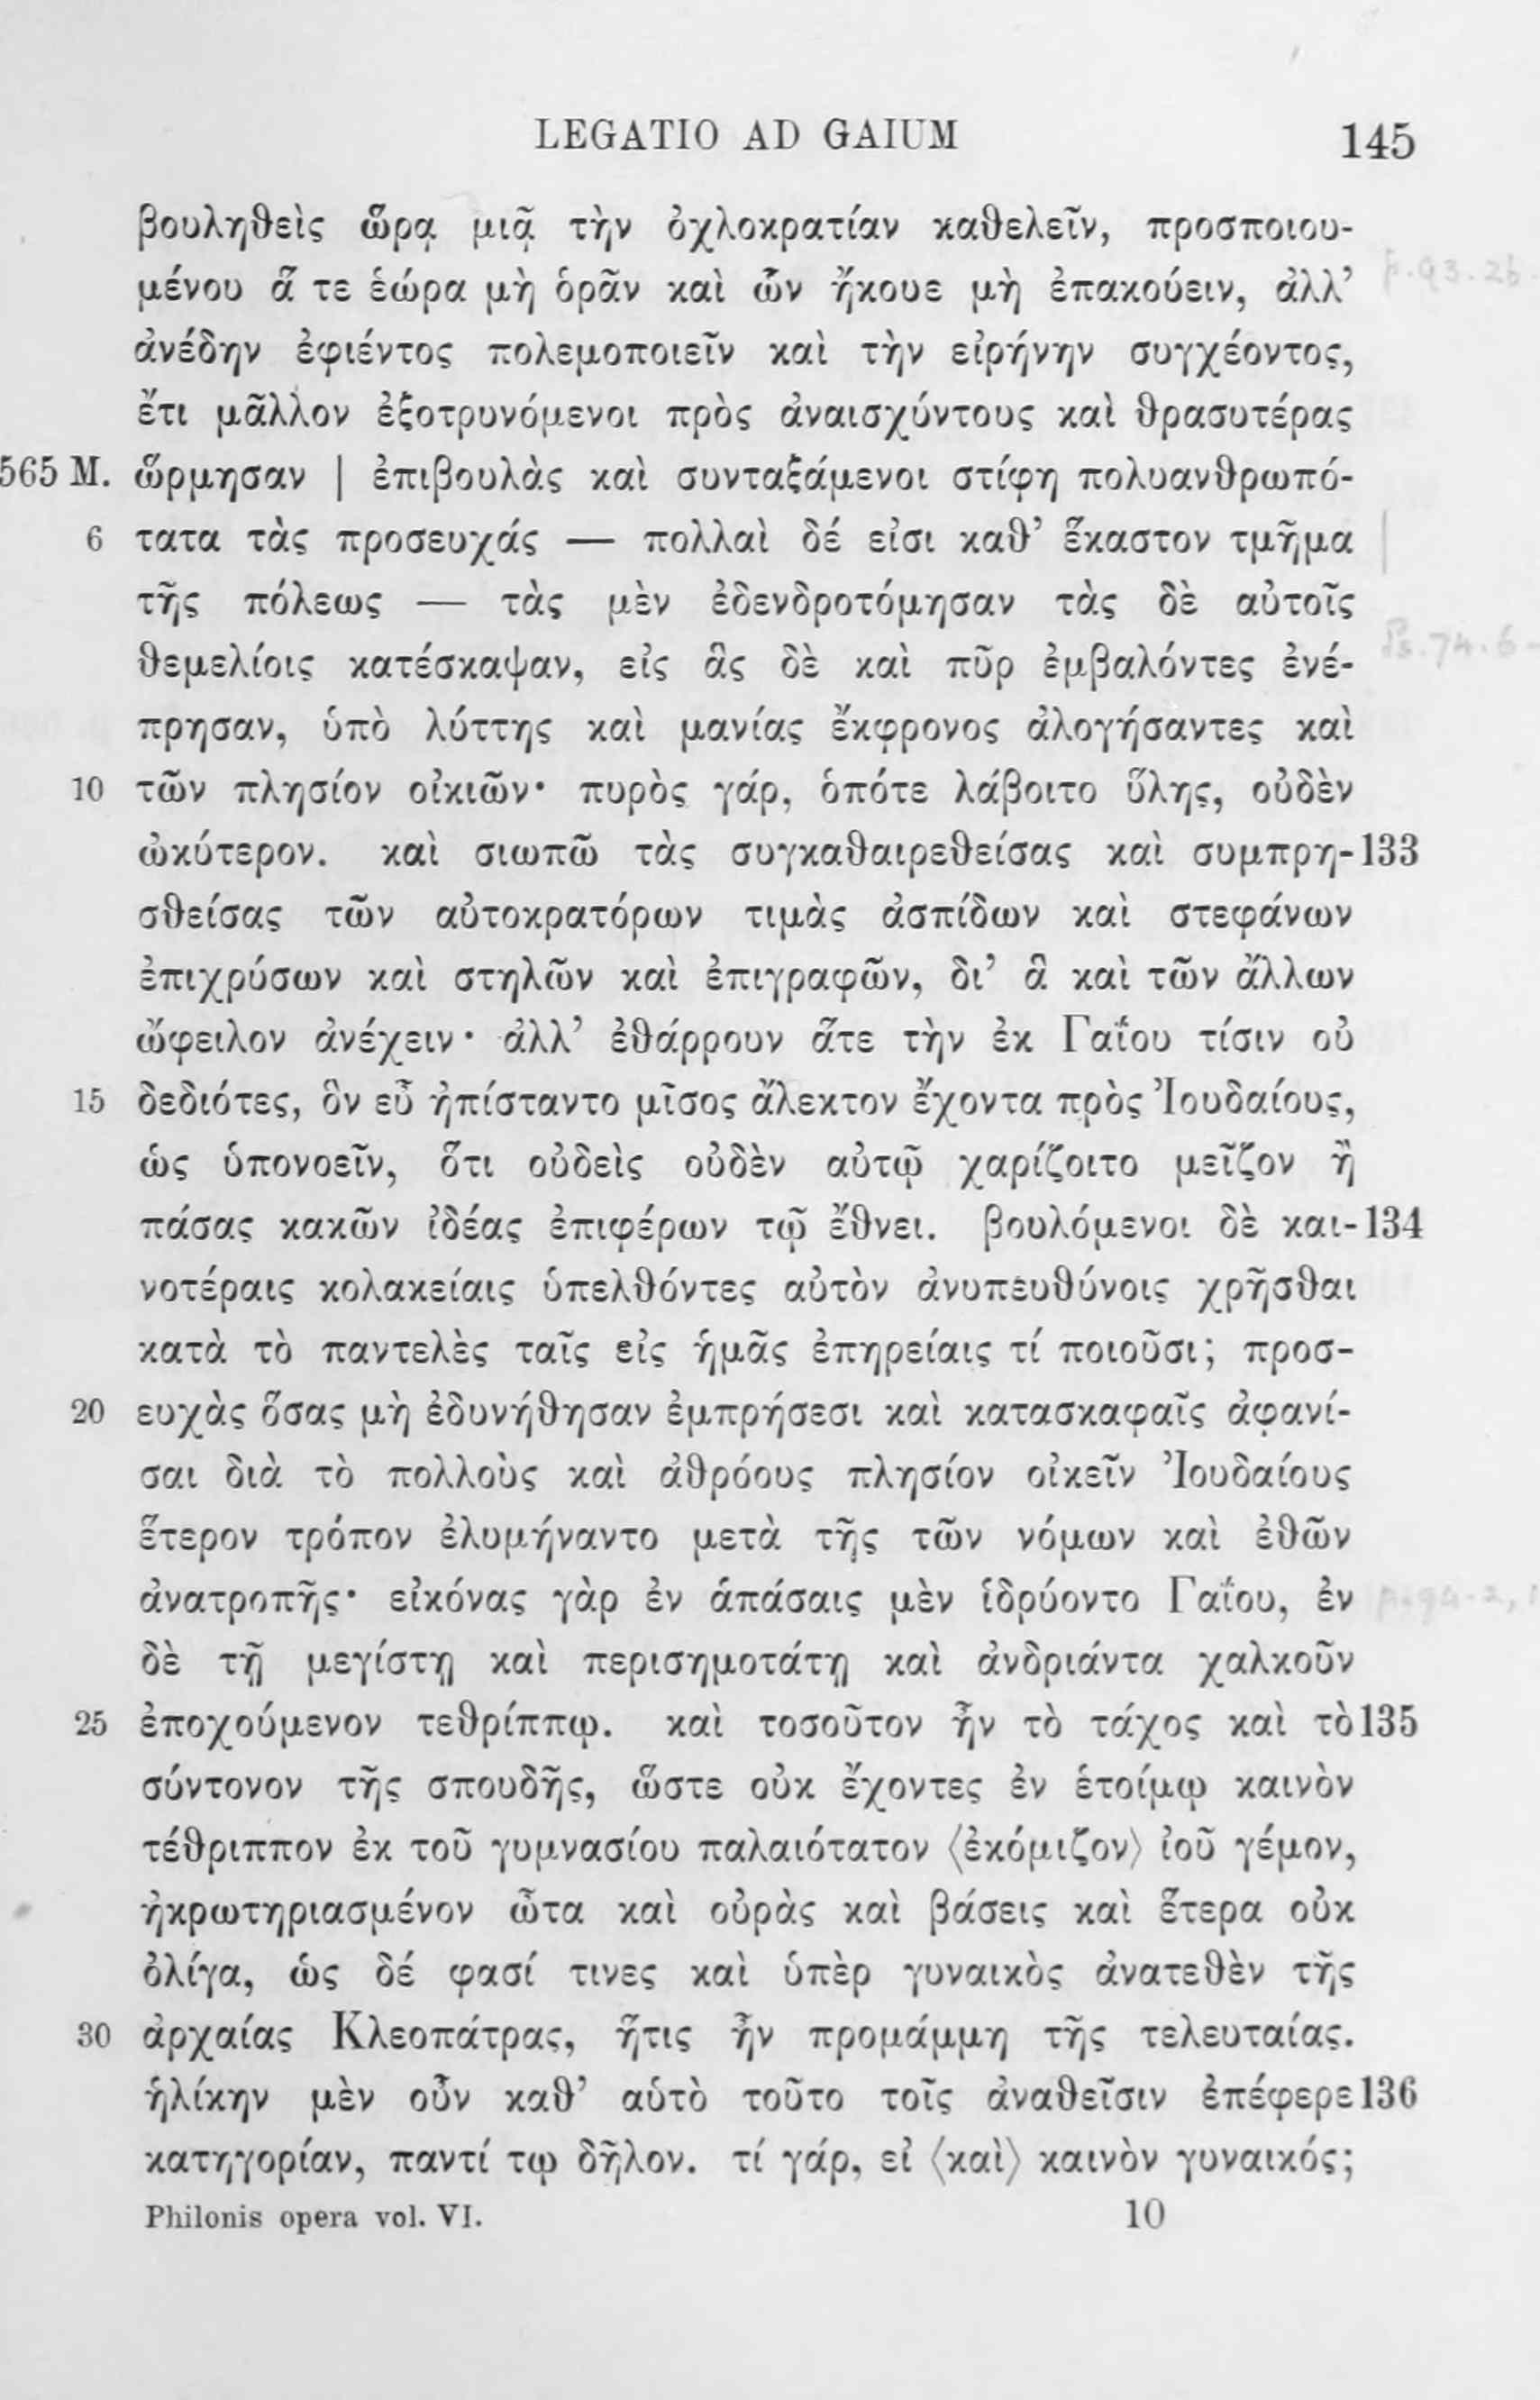 LEGATIO AD GAIUM 145
βουληθεὶς ὥρᾳ μιᾷ τὴν ὀχλοκρατίαν καθελεῖν, προσποιου-
μένου ἅ τε ἑώρα μὴ ὁρᾶν καὶ ὧν ἤκουε μὴ ἐπακούειν, ἀλλ’
ἀνέδην ἐφιέντος πολεμοποιεῖν καὶ τὴν εἰρήνην συγχέοντος,
ἔτι μᾶλλον ἐξοτρυνόμενοι πρὸς ἀναισχύντους καὶ θρασυτέρας
565 M. ὥρμησαν | ἐπιβουλὰς καὶ συνταξάμενοι στίφη πολυανθρωπό-
6 τατα τὰς προσευχάς — πολλαὶ δέ εἰσι καθ’ ἕκαστον τμῆμα
τῆς πόλεως — τὰς μὲν ἐδενδροτόμησαν τὰς δὲ αὐτοῖς
θεμελίοις κατέσκαψαν, εἰς ἃς δὲ καὶ πῦρ ἐμβαλόντες ἐνέ-
πρησαν, ὑπὸ λύττης καὶ μανίας ἔκφρονος ἀλογήσαντες καὶ
10 τῶν πλησίον οἰκιῶν· πυρὸς γάρ, ὁπότε λάβοιτο ὕλης, οὐδὲν
ὠκύτερον. καὶ σιωπῶ τὰς συγκαθαιρεθείσας καὶ συμπρη- 133
σθείσας τῶν αὐτοκρατόρων τιμὰς ἀσπίδων καὶ στεφάνων
ἐπιχρύσων καὶ στηλῶν καὶ ἐπιγραφῶν, δι’ ἃ καὶ τῶν ἄλλων
ὤφειλον ἀνέχειν· ἀλλ’ ἐθάρρουν ἅτε τὴν ἐκ Γαΐου τίσιν οὐ
15 δεδιότες, ὃν εὖ ἠπίσταντο μῖσος ἄλεκτον ἔχοντα πρὸς Ἰουδαίους,
ὡς ὑπονοεῖν, ὅτι οὐδεὶς οὐδὲν αὐτῷ χαρίζοιτο μεῖζον ἢ
πάσας κακῶν ἰδέας ἐπιφέρων τῷ ἔθνει. βουλόμενοι δὲ και- 134
νοτέραις κολακείαις ὑπελθόντες αὐτὸν ἀνυπευθύνοις χρῆσθαι
κατὰ τὸ παντελὲς ταῖς εἰς ἡμᾶς ἐπηρείαις τί ποιοῦσι; προσ-
20 ευχὰς ὅσας μὴ ἐδυνήθησαν ἐμπρήσεσι καὶ κατασκαφαῖς ἀφανί-
σαι διὰ τὸ πολλοὺς καὶ ἀθρόους πλησίον οἰκεῖν Ἰουδαίους
ἕτερον τρόπον ἐλυμήναντο μετὰ τῆς τῶν νόμων καὶ ἐθῶν
ἀνατροπῆς· εἰκόνας γὰρ ἐν ἁπάσαις μὲν ἱδρύοντο Γαΐου, ἐν
δὲ τῇ μεγίστῃ καὶ περισημοτάτῃ καὶ ἀνδριάντα χαλκοῦν
25 ἐποχούμενον τεθρίππῳ. καὶ τοσοῦτον ἦν τὸ τάχος καὶ τὸ 135
σύντονον τῆς σπουδῆς, ὥστε οὐκ ἔχοντες ἐν ἑτοίμῳ καινὸν
τέθριππον ἐκ τοῦ γυμνασίου παλαιότατον ⟨ἐκόμιζον⟩ ἰοῦ γέμον,
ἠκρωτηριασμένον ὦτα καὶ οὐρὰς καὶ βάσεις καὶ ἕτερα οὐκ
ὀλίγα, ὡς δέ φασί τινες καὶ ὑπὲρ γυναικὸς ἀνατεθὲν τῆς
30 ἀρχαίας Κλεοπάτρας, ἥτις ἦν προμάμμη τῆς τελευταίας.
ἡλίκην μὲν οὖν καθ’ αὑτὸ τοῦτο τοῖς ἀναθεῖσιν ἐπέφερε 136
κατηγορίαν, παντί τῳ δῆλον. τί γάρ, εἰ ⟨καὶ⟩ καινὸν γυναικός;
Philonis opera vol. VI. 10